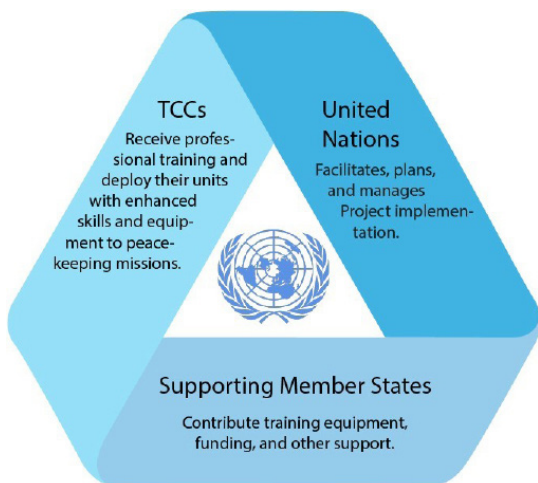 TCCs
Receive profes-
sional training and
deploy their units
with enhanced
skills and equip-
ment to peace-
keeping missions.
United
Nations
Facilitates, plans,
and manages
Project implemen-
tation.
Supporting Member States
Contribute training equipment,
funding, and other support.